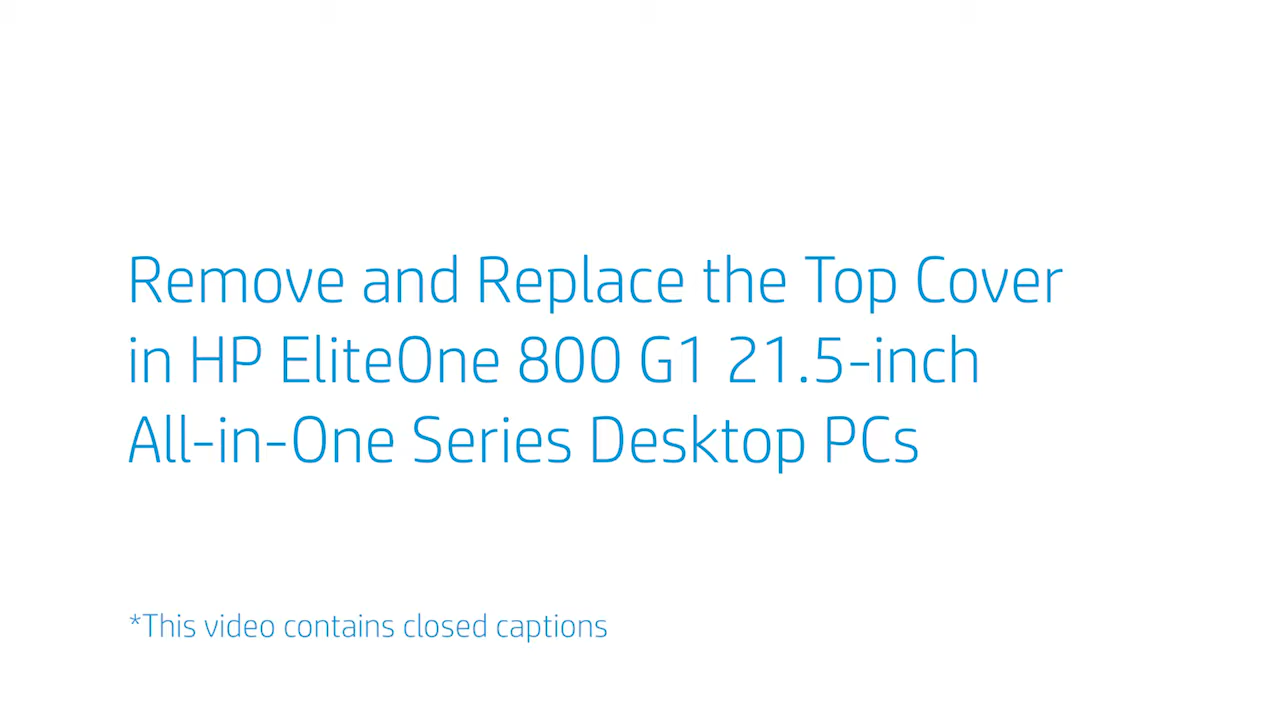 Remove and Replace the Top Cover
in HP EliteOne 800 G1 21.5-inch
All-in-One Series Desktop PCs
*This video contains closed captions